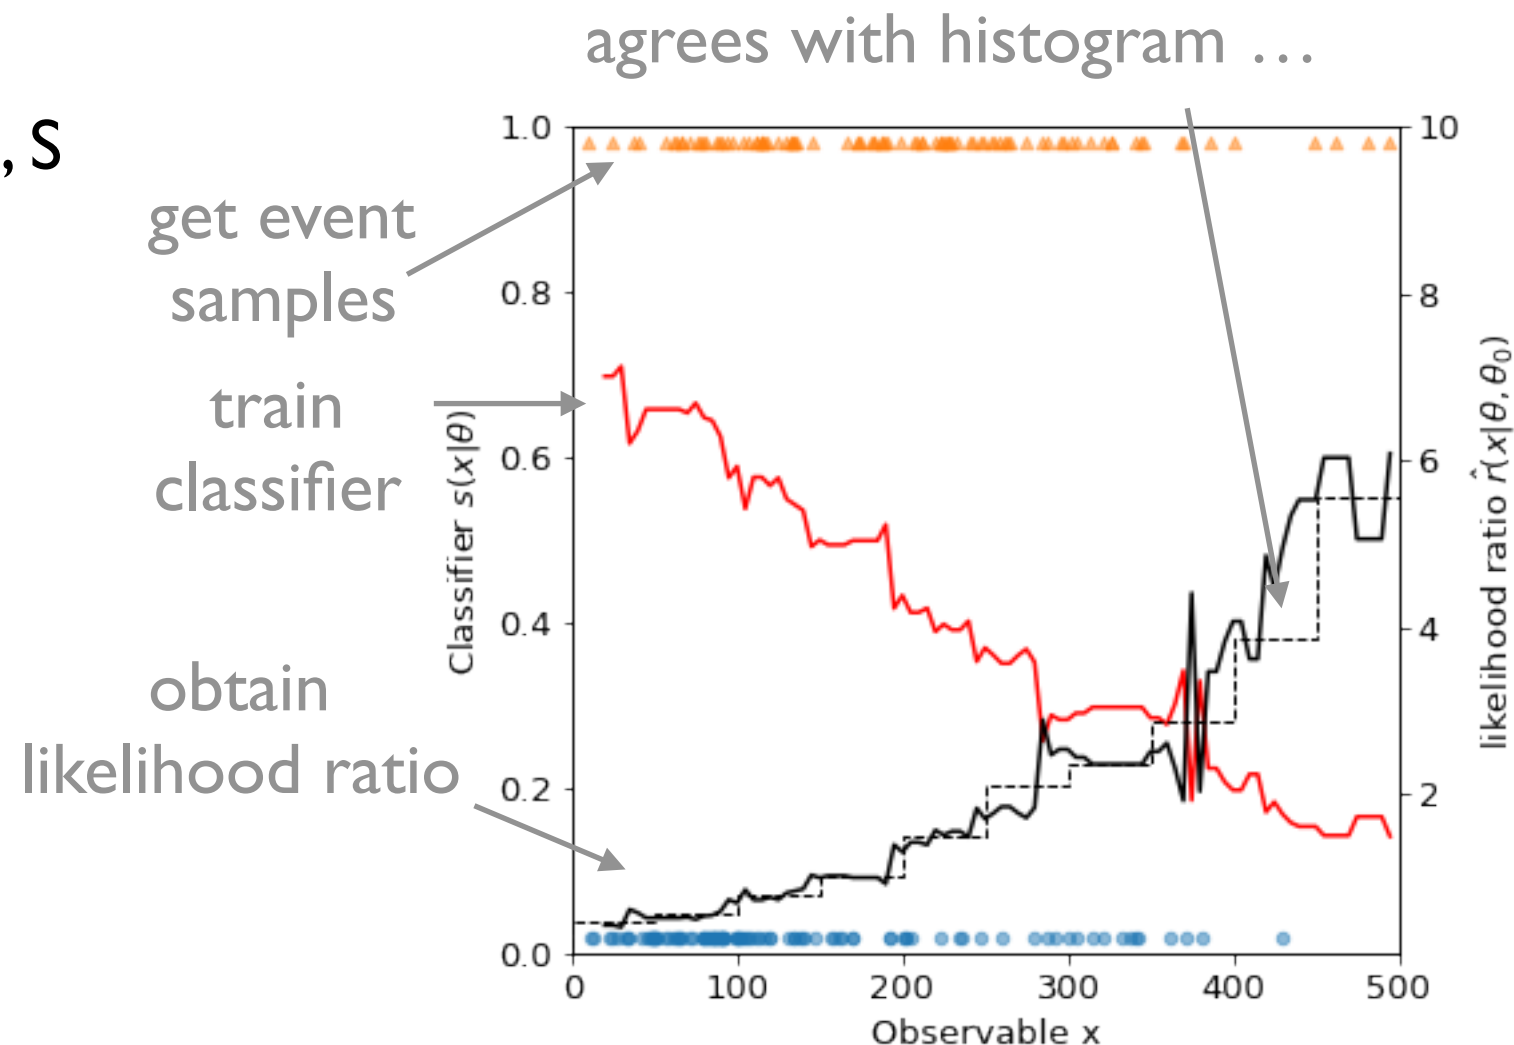 agrees with histogram …
, S
get event
samples
train
classifier
obtain
likelihood ratio
Classifier s(x|θ)
1.0
0.8
0.6
0.4
0.2
0.0
10
8
6
4
2
likelihood ratio r̂(x|θ, θ₀)
0 100 200 300 400 500
Observable x